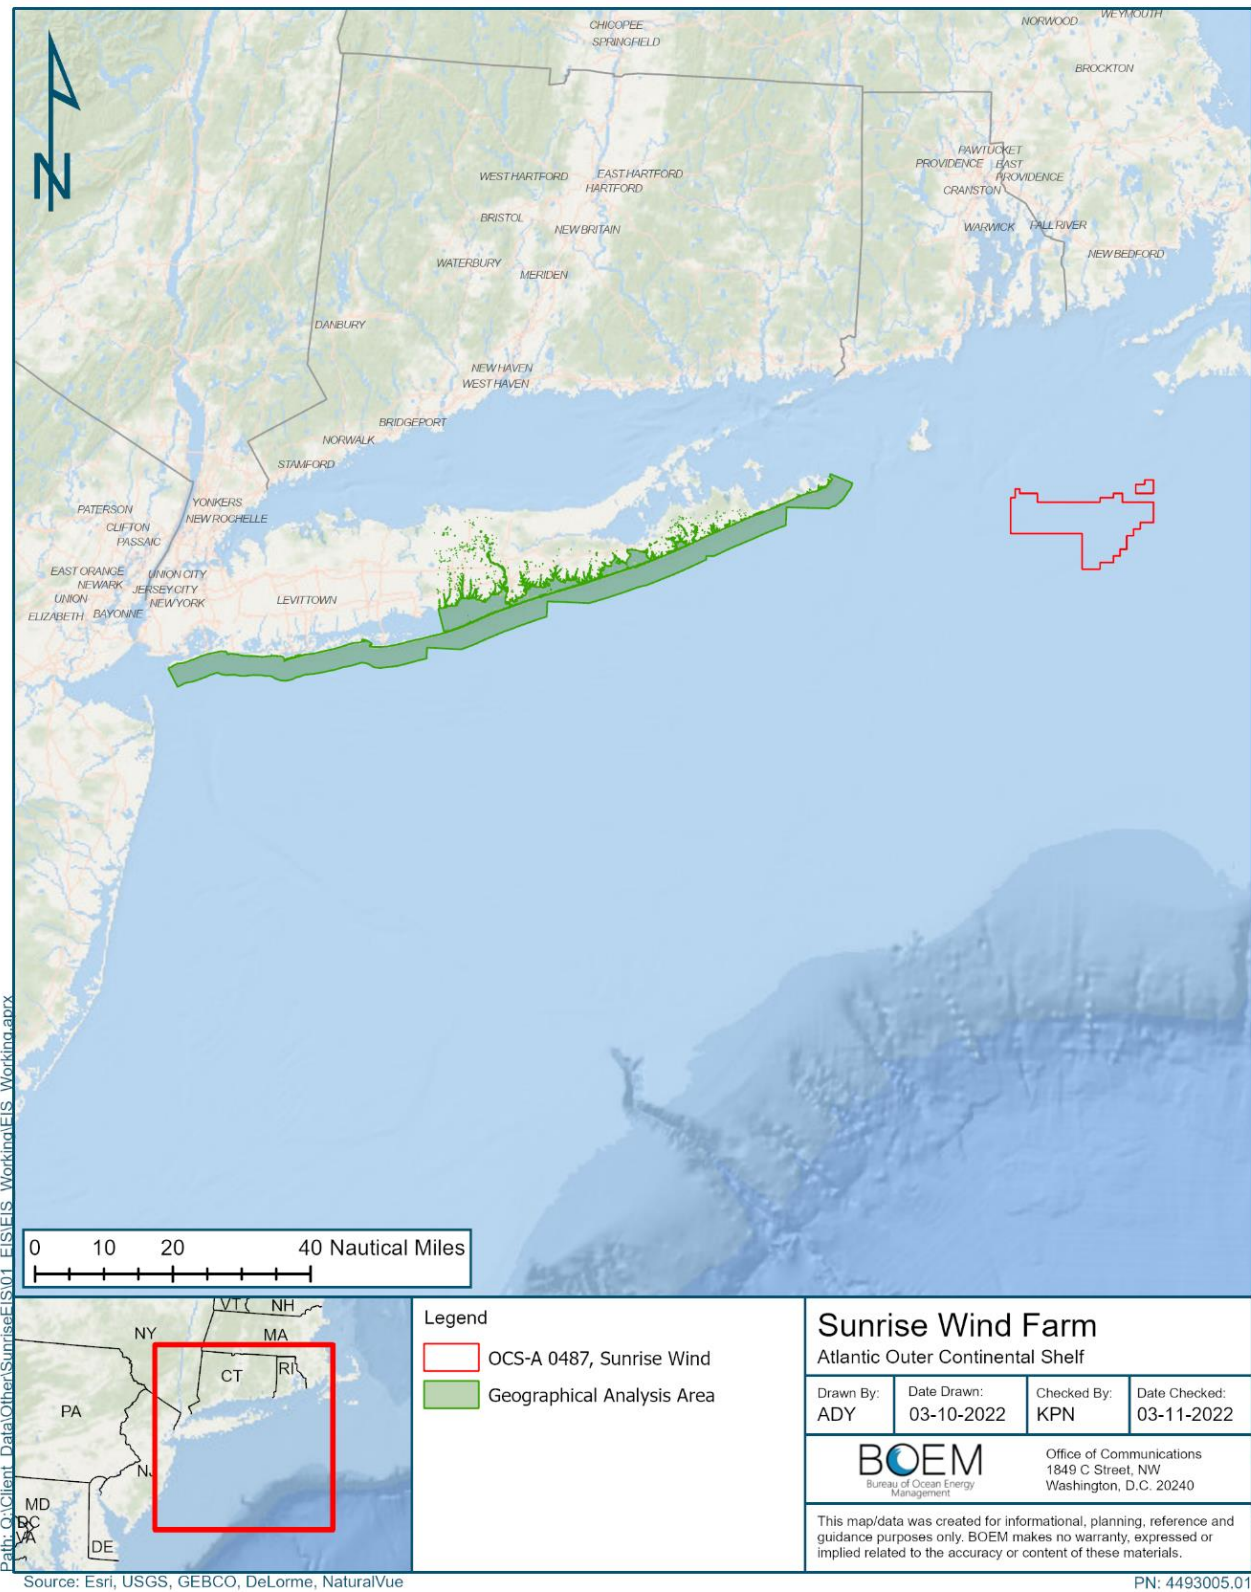 CHICOPEE
SPRINGFIELD
NORWOOD
WEYMOUTH
BROCKTON
N
WEST HARTFORD
EAST HARTFORD
HARTFORD
BRISTOL
NEW BRITAIN
WATERBURY
MERIDEN
DANBURY
PAWTUCKET
PROVIDENCE
EAST
PROVIDENCE
CRANSTON
WARWICK
FALL RIVER
NEW BEDFORD
NEW HAVEN
WEST HAVEN
BRIDGEPORT
NORWALK
STAMFORD
YONKERS
NEW ROCHELLE
PATERSON
CLIFTON
PASSAIC
EAST ORANGE
NEWARK
UNION
ELIZABETH
BAYONNE
UNION CITY
JERSEY CITY
NEW YORK
LEVITTOWN
Path: Q:\Client_Data\Other\SunriseEIS\01_EIS\EIS_Working\EIS_Working.aprx
0 10 20 40 Nautical Miles
VT
NH
NY
MA
CT
RI
PA
NJ
MD
DC
VA
DE
Legend
OCS-A 0487, Sunrise Wind
Geographical Analysis Area
Sunrise Wind Farm
Atlantic Outer Continental Shelf
Drawn By:
ADY
Date Drawn:
03-10-2022
Checked By:
KPN
Date Checked:
03-11-2022
BOEM
Bureau of Ocean Energy
Management
Office of Communications
1849 C Street, NW
Washington, D.C. 20240
This map/data was created for informational, planning, reference and
guidance purposes only. BOEM makes no warranty, expressed or
implied related to the accuracy or content of these materials.
Source: Esri, USGS, GEBCO, DeLorme, NaturalVue
PN: 4493005.01